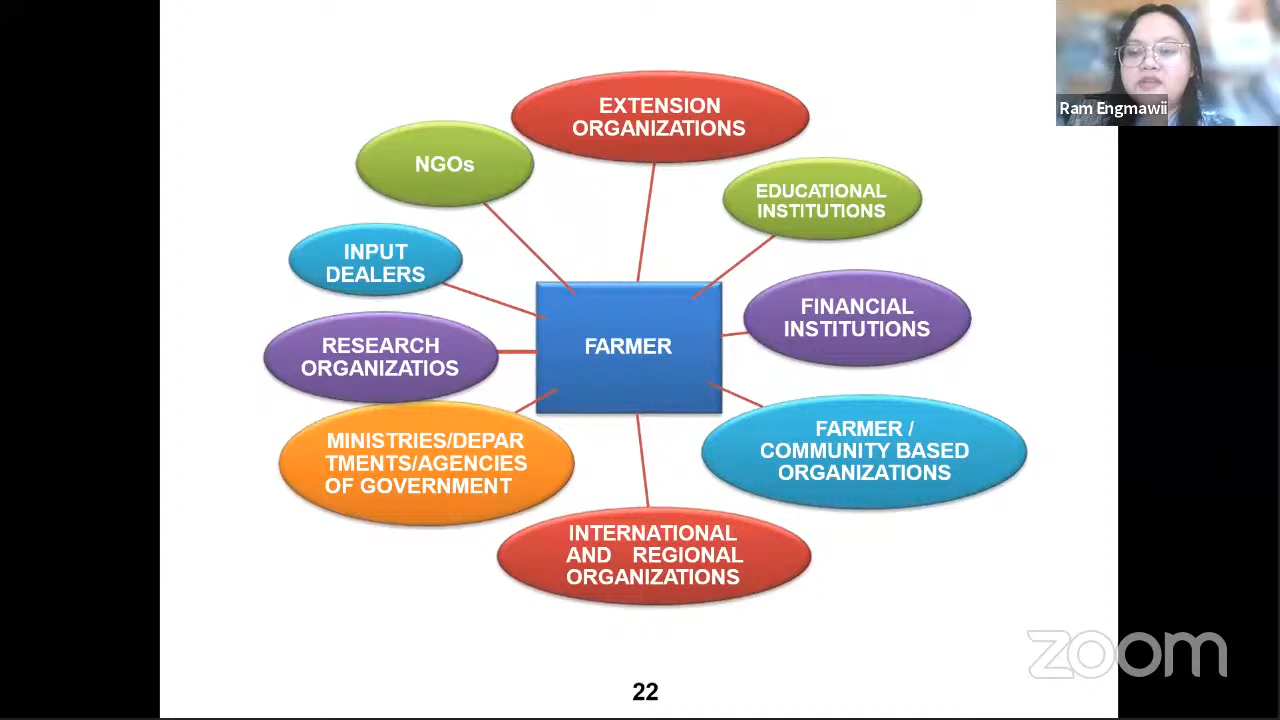 Ram Engmawii
EXTENSION
ORGANIZATIONS
NGOs
EDUCATIONAL
INSTITUTIONS
INPUT
DEALERS
FINANCIAL
INSTITUTIONS
RESEARCH
ORGANIZATIOS
FARMER
MINISTRIES/DEPAR
TMENTS/AGENCIES
OF GOVERNMENT
FARMER /
COMMUNITY BASED
ORGANIZATIONS
INTERNATIONAL
AND REGIONAL
ORGANIZATIONS
zoom
22